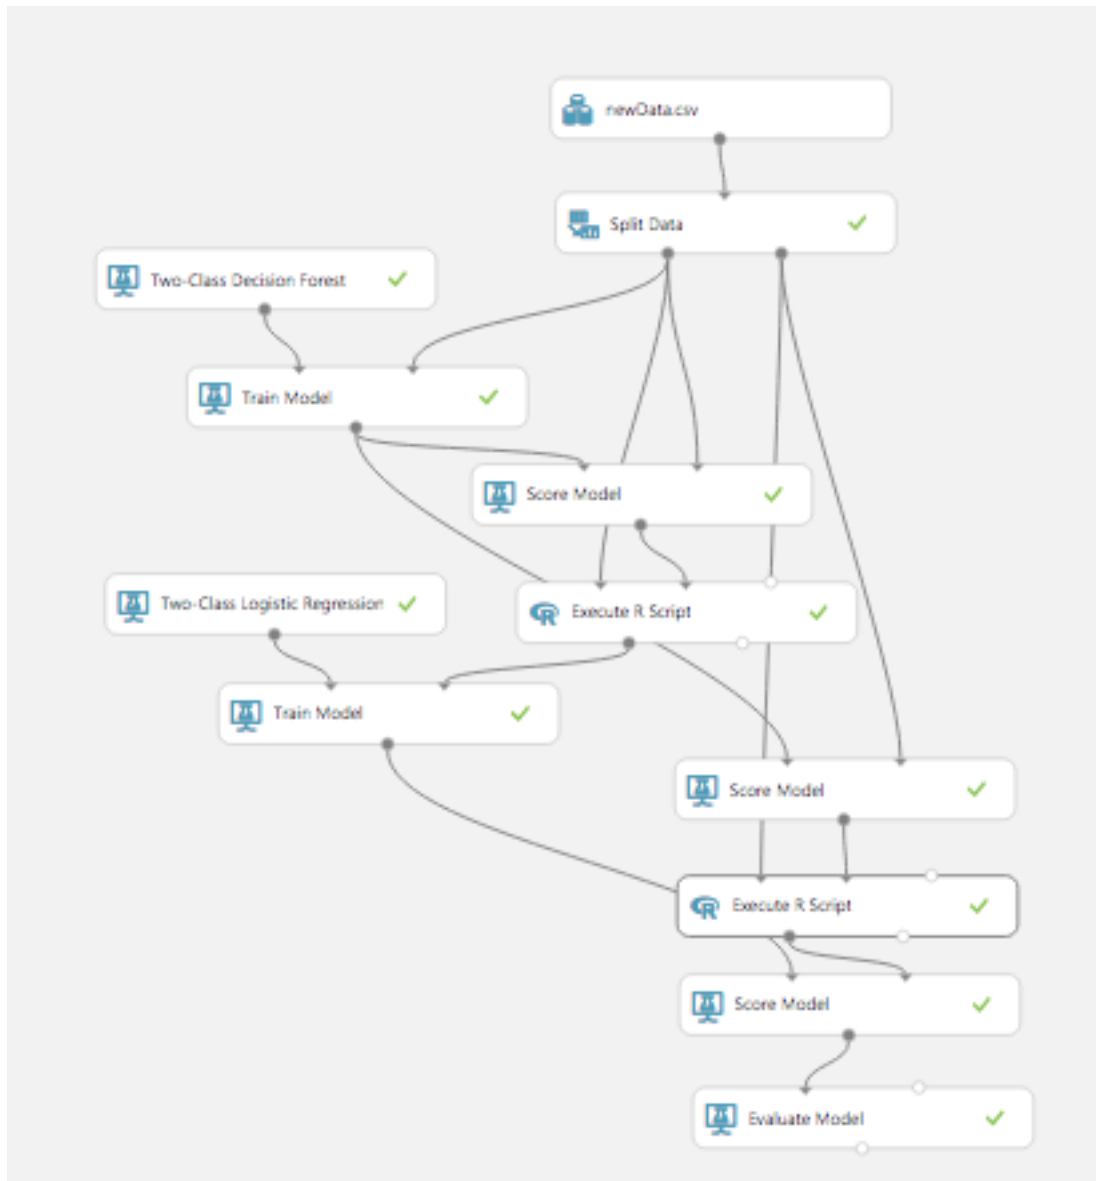 newData.csv
Split Data
Two-Class Decision Forest
Train Model
Score Model
Two-Class Logistic Regression
Execute R Script
Train Model
Score Model
Execute R Script
Score Model
Evaluate Model